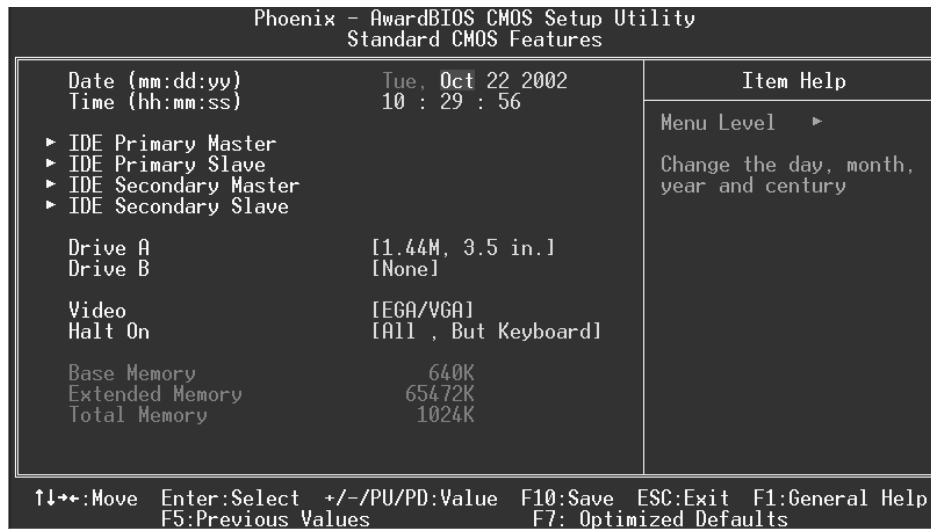 Phoenix - AwardBIOS CMOS Setup Utility
Standard CMOS Features
Date (mm:dd:yy) Tue, Oct 22 2002
Time (hh:mm:ss) 10 : 29 : 56
► IDE Primary Master
► IDE Primary Slave
► IDE Secondary Master
► IDE Secondary Slave
Drive A [1.44M, 3.5 in.]
Drive B [None]
Video [EGA/VGA]
Halt On [All , But Keyboard]
Base Memory 640K
Extended Memory 65472K
Total Memory 1024K
Item Help
Menu Level ►
Change the day, month,
year and century
↑↓→←:Move Enter:Select +/-/PU/PD:Value F10:Save ESC:Exit F1:General Help
F5:Previous Values F7: Optimized Defaults